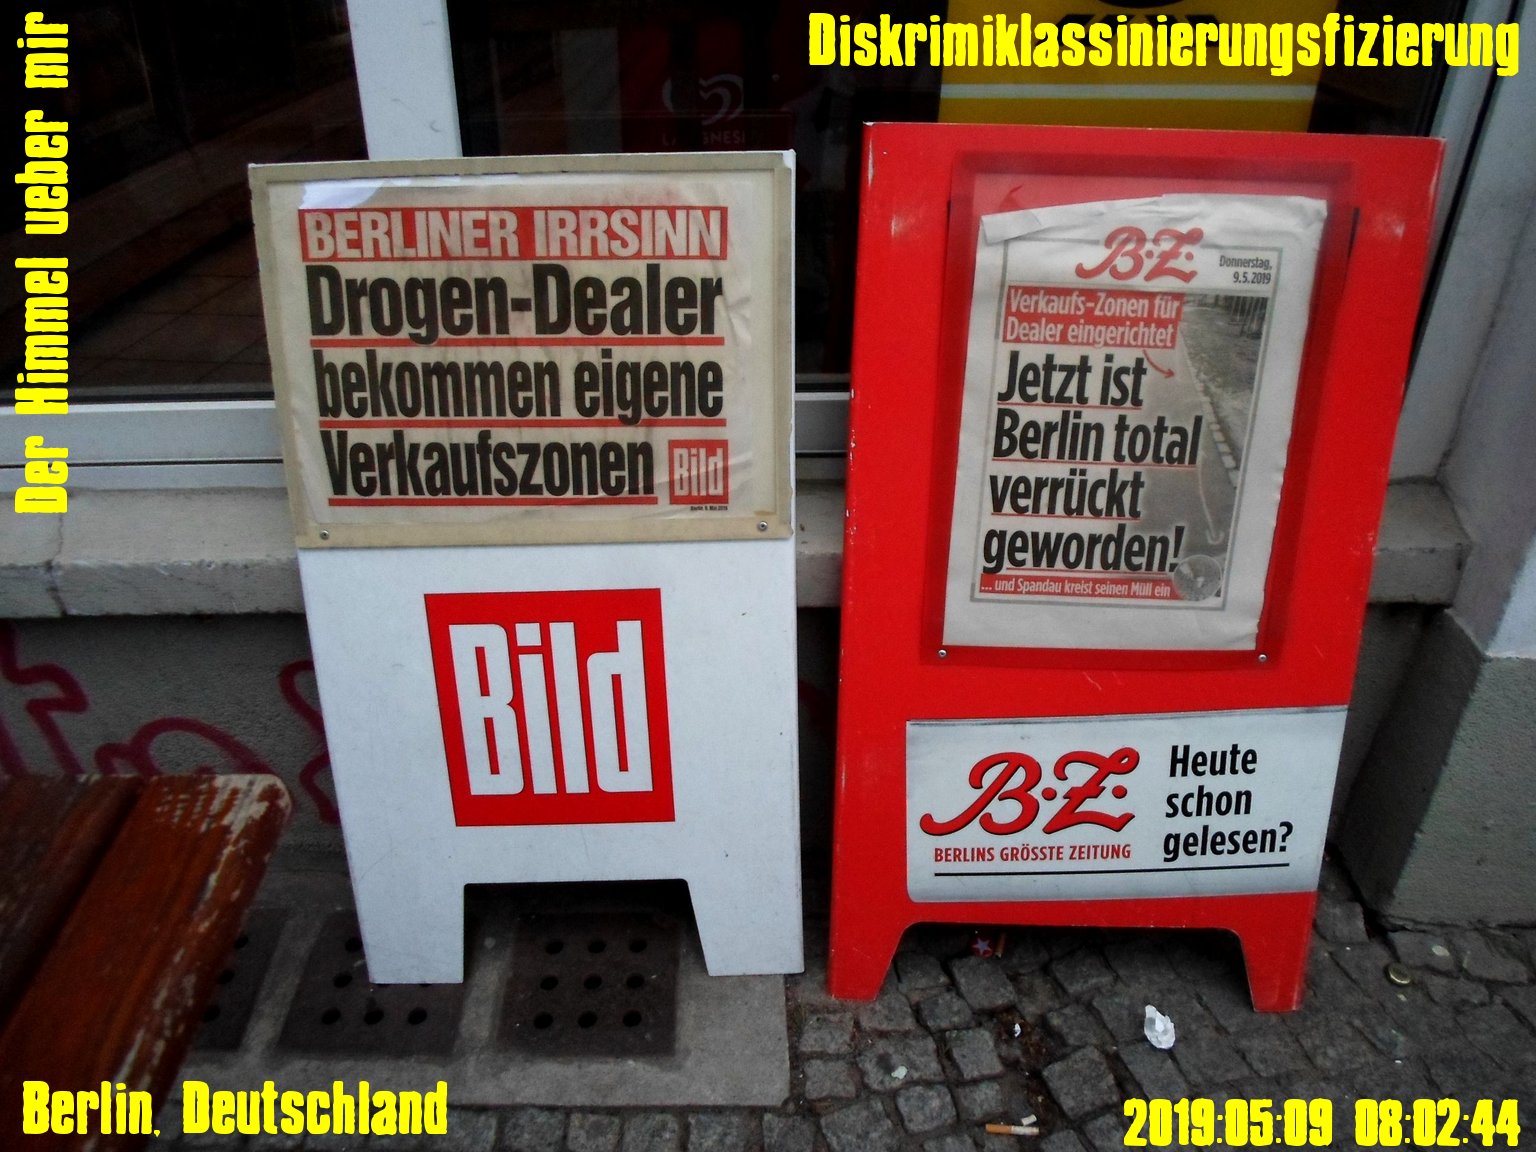 Diskrimiklassinierungsfizierung
Der Himmel ueber mir
BERLINER IRRSINN
Drogen-Dealer
bekommen eigene
Verkaufszonen
Bild
Bild
B.Z.
Donnerstag,
9.5.2019
Verkaufs-Zonen für
Dealer eingerichtet
Jetzt ist
Berlin total
verrückt
geworden!
... und Spandau kreist seinen Müll ein
B.Z.
BERLINS GRÖSSTE ZEITUNG
Heute
schon
gelesen?
Berlin, Deutschland
2019:05:09 08:02:44